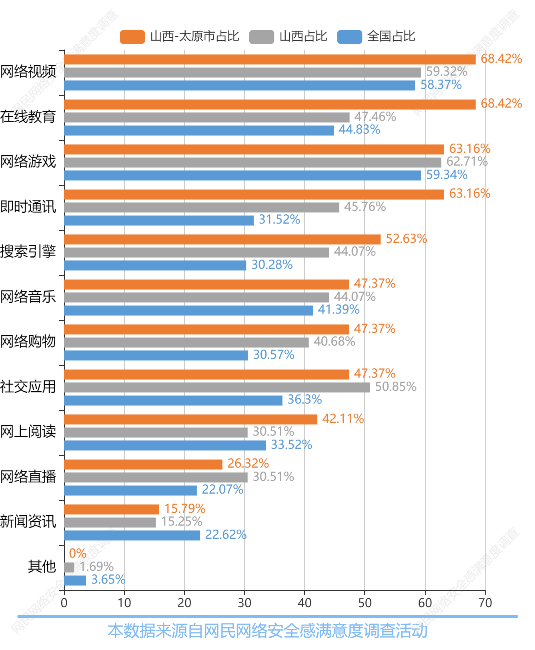 山西-太原市占比 山西占比 全国占比
网络视频 68.42% 59.32% 58.37%
在线教育 68.42% 47.46% 44.83%
网络游戏 63.16% 62.71% 59.34%
即时通讯 63.16% 45.76% 31.52%
搜索引擎 52.63% 44.07% 30.28%
网络音乐 47.37% 44.07% 41.39%
网络购物 47.37% 40.68% 30.57%
社交应用 47.37% 50.85% 36.3%
网上阅读 42.11% 30.51% 33.52%
网络直播 26.32% 30.51% 22.07%
新闻资讯 15.79% 15.25% 22.62%
其他 0% 1.69% 3.65%
0 10 20 30 40 50 60 70
本数据来源自网民网络安全感满意度调查活动